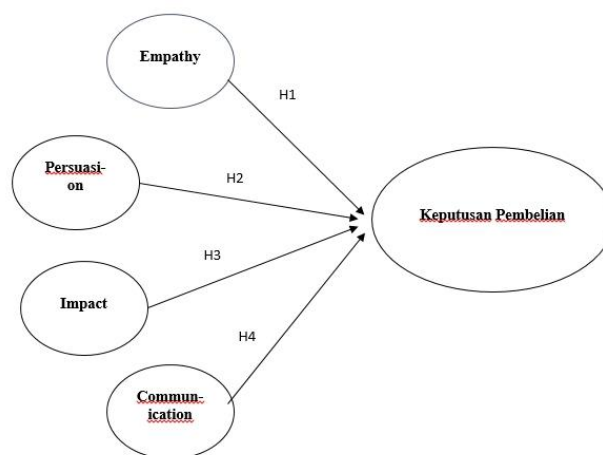 Empathy
H1
Persuasi-
on
H2
Keputusan Pembelian
H3
Impact
H4
Commun-
ication